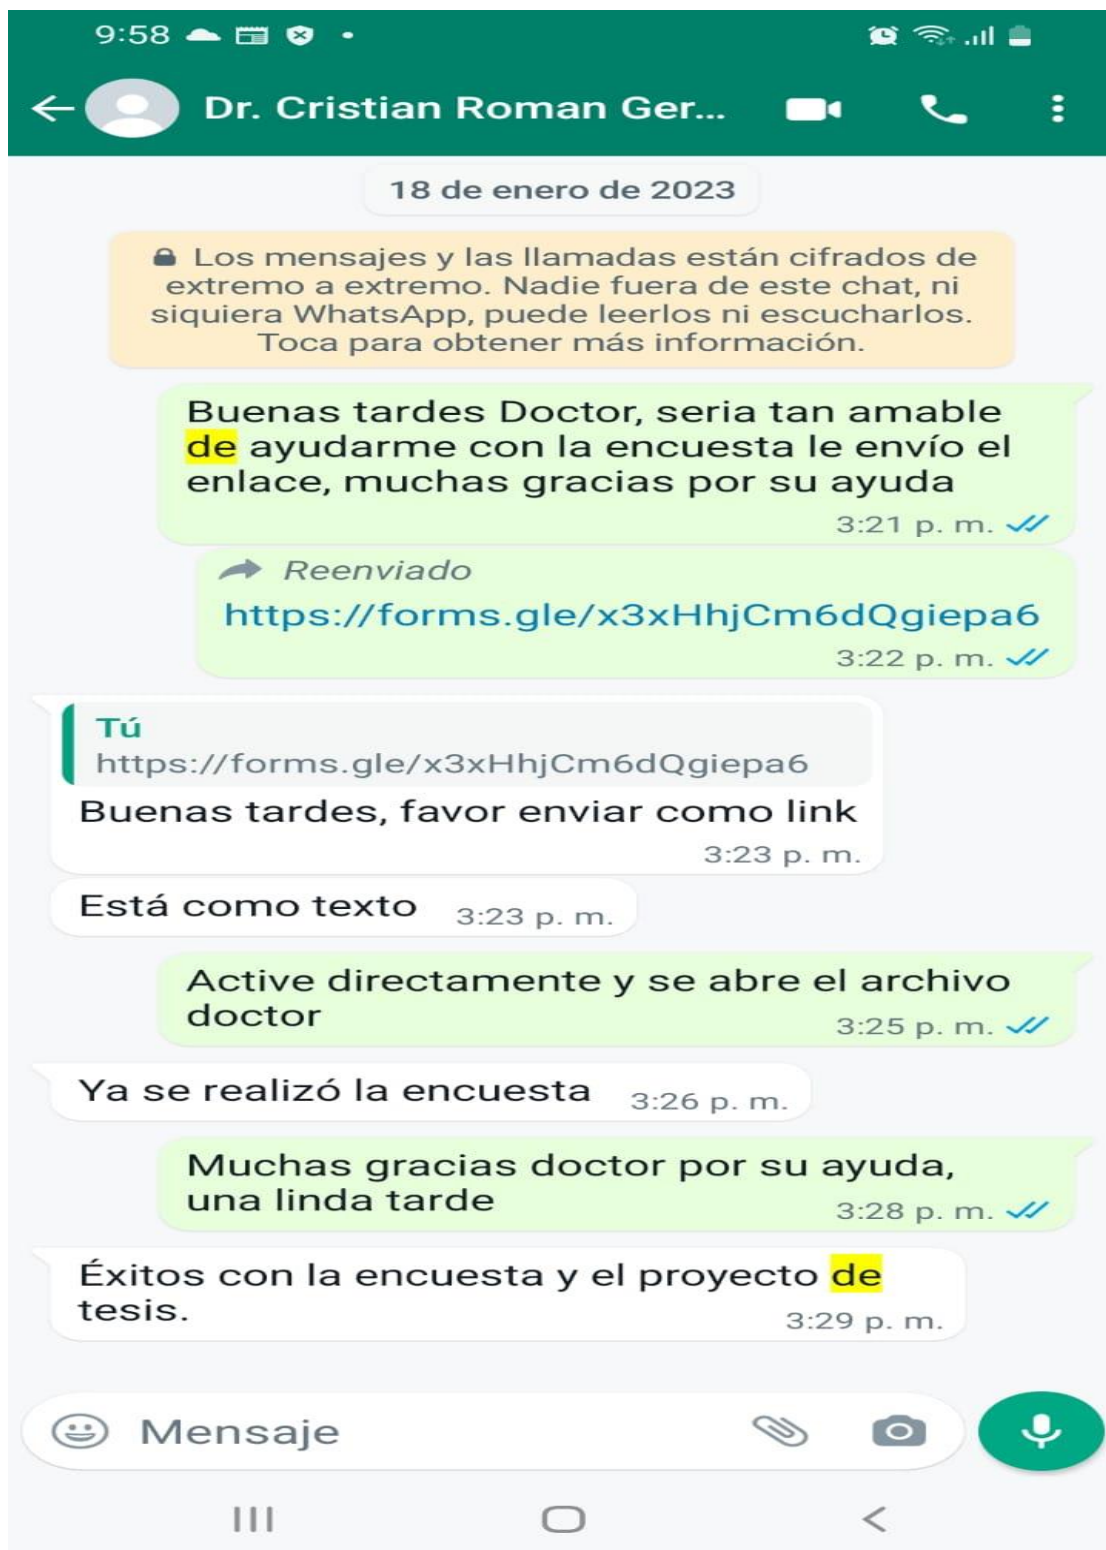 9:58
Dr. Cristian Roman Ger...
18 de enero de 2023
Los mensajes y las llamadas están cifrados de
extremo a extremo. Nadie fuera de este chat, ni
siquiera WhatsApp, puede leerlos ni escucharlos.
Toca para obtener más información.
Buenas tardes Doctor, seria tan amable
de ayudarme con la encuesta le envío el
enlace, muchas gracias por su ayuda
3:21 p. m.
Reenviado
https://forms.gle/x3xHhjCm6dQgiepa6
3:22 p. m.
Tú
https://forms.gle/x3xHhjCm6dQgiepa6
Buenas tardes, favor enviar como link
3:23 p. m.
Está como texto 3:23 p. m.
Active directamente y se abre el archivo
doctor 3:25 p. m.
Ya se realizó la encuesta 3:26 p. m.
Muchas gracias doctor por su ayuda,
una linda tarde 3:28 p. m.
Éxitos con la encuesta y el proyecto de
tesis. 3:29 p. m.
Mensaje